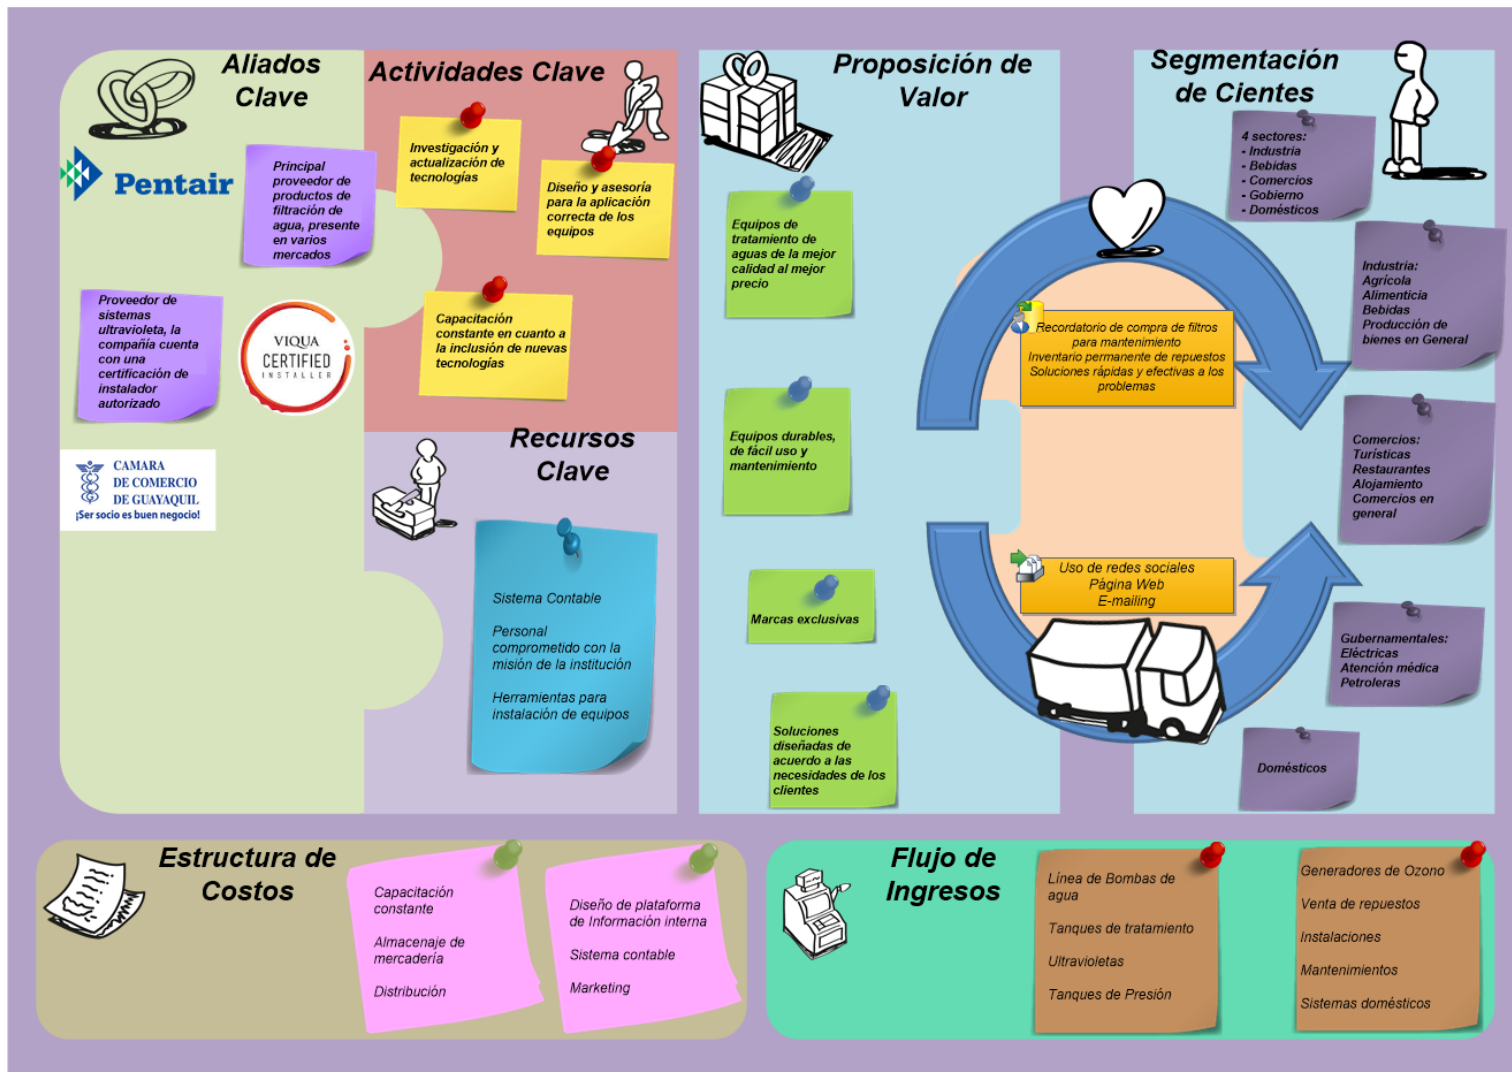 Aliados
Clave
Pentair
Principal
proveedor de
productos de
filtración de
agua, presente
en varios
mercados
Proveedor de
sistemas
ultravioleta, la
compañía cuenta
con una
certificación de
instalador
autorizado
VIQUA
CERTIFIED
INSTALLER
CAMARA
DE COMERCIO
DE GUAYAQUIL
¡Ser socio es buen negocio!
Actividades Clave
Investigación y
actualización de
tecnologías
Diseño y asesoría
para la aplicación
correcta de los
equipos
Capacitación
constante en cuanto a
la inclusión de nuevas
tecnologías
Recursos
Clave
Sistema Contable
Personal
comprometido con la
misión de la institución
Herramientas para
instalación de equipos
Proposición de
Valor
Equipos de
tratamiento de
aguas de la mejor
calidad al mejor
precio
Equipos durables,
de fácil uso y
mantenimiento
Marcas exclusivas
Soluciones
diseñadas de
acuerdo a las
necesidades de los
clientes
Recordatorio de compra de filtros
para mantenimiento
Inventario permanente de repuestos
Soluciones rápidas y efectivas a los
problemas
Uso de redes sociales
Página Web
E-mailing
Segmentación
de Cientes
4 sectores:
- Industria
- Bebidas
- Comercios
- Gobierno
- Domésticos
Industria:
Agrícola
Alimenticia
Bebidas
Producción de
bienes en General
Comercios:
Turísticas
Restaurantes
Alojamiento
Comercios en
general
Gubernamentales:
Eléctricas
Atención médica
Petroleras
Domésticos
Estructura de
Costos
Capacitación
constante
Almacenaje de
mercadería
Distribución
Diseño de plataforma
de Información interna
Sistema contable
Marketing
Flujo de
Ingresos
Línea de Bombas de
agua
Tanques de tratamiento
Ultravioletas
Tanques de Presión
Generadores de Ozono
Venta de repuestos
Instalaciones
Mantenimientos
Sistemas domésticos